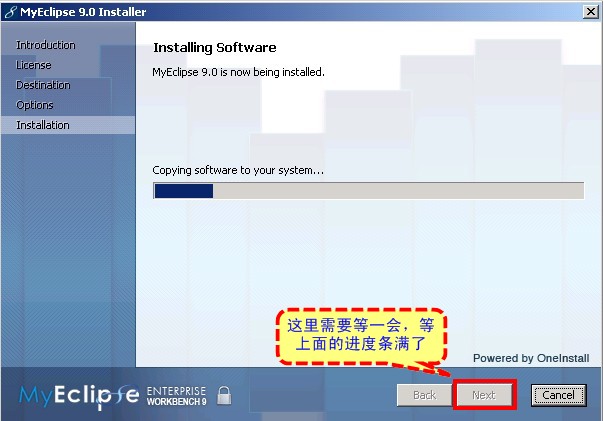 MyEclipse 9.0 Installer
Introduction
License
Destination
Options
Installation
Installing Software
MyEclipse 9.0 is now being installed.
Copying software to your system...
这里需要等一会，等
上面的进度条满了
Powered by OneInstall
MyEclipse ENTERPRISE
WORKBENCH 9
Back
Next
Cancel